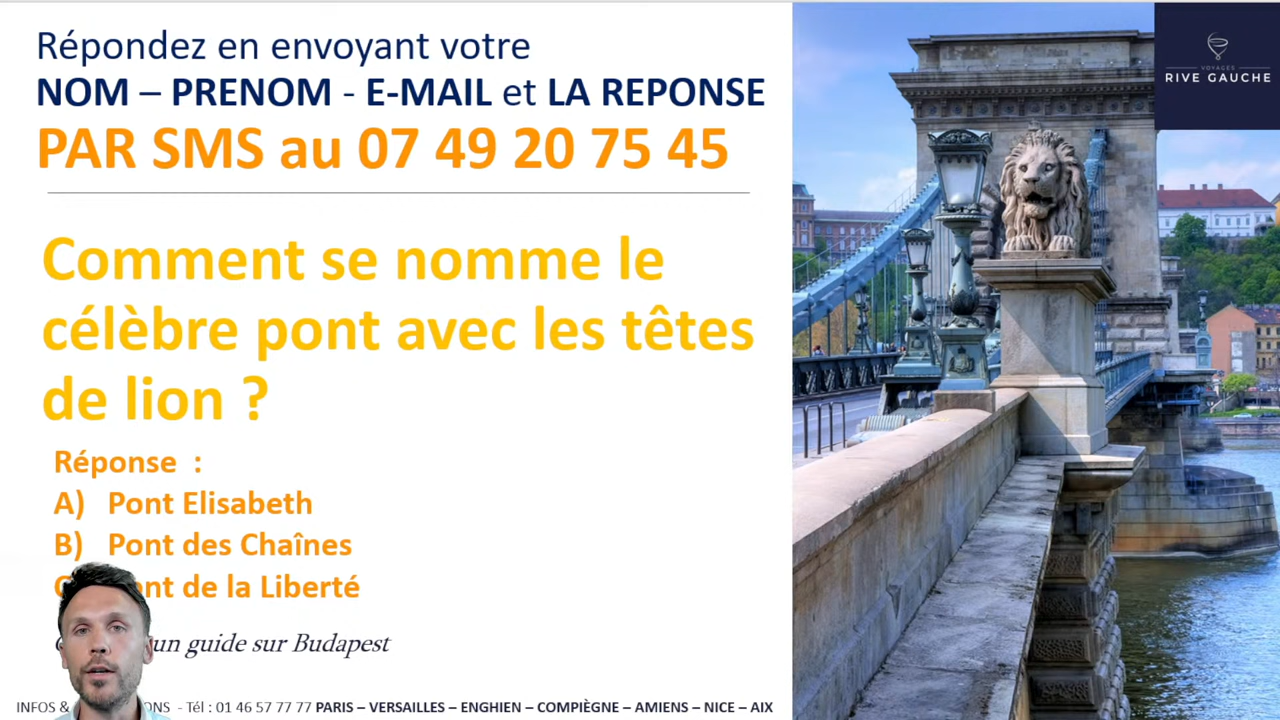 Répondez en envoyant votre
NOM – PRENOM - E-MAIL et LA REPONSE
PAR SMS au 07 49 20 75 45
VOYAGES
RIVE GAUCHE
Comment se nomme le
célèbre pont avec les têtes
de lion ?
Réponse :
A) Pont Elisabeth
B) Pont des Chaînes
de la Liberté
un guide sur Budapest
INFOS & - Tél : 01 46 57 77 77 PARIS – VERSAILLES – ENGHIEN – COMPIÈGNE – AMIENS – NICE – AIX